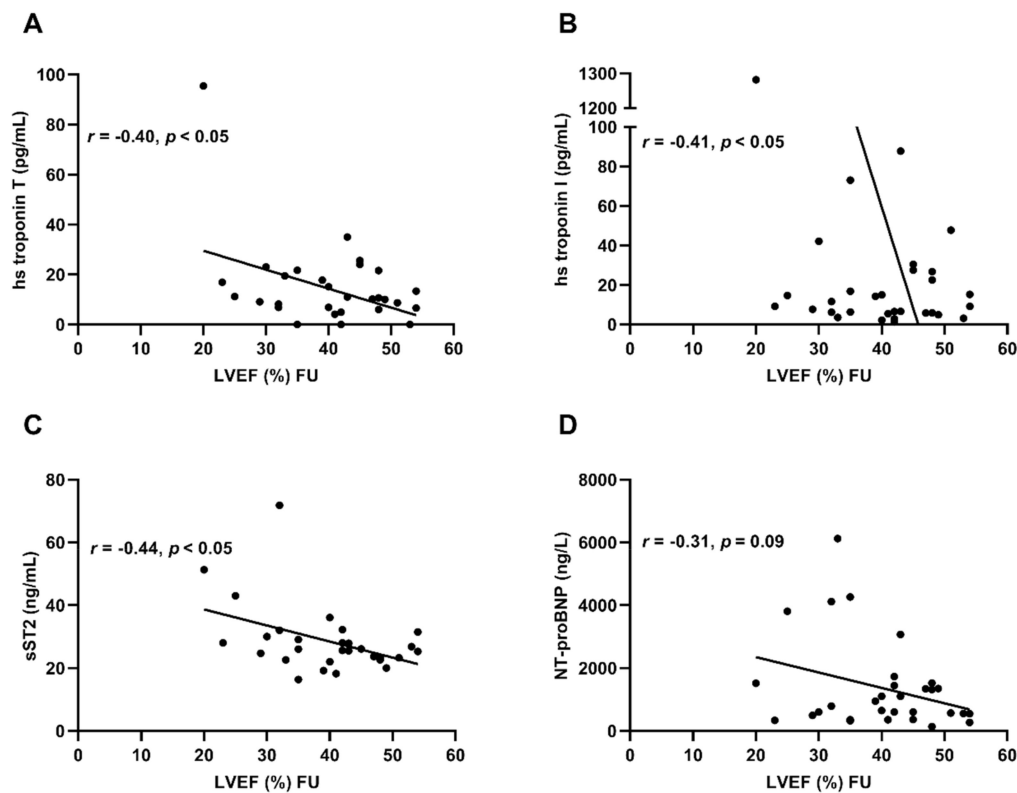 A
hs troponin T (pg/mL)
100
80
60
40
20
0
r = -0.40, p < 0.05
0 10 20 30 40 50 60
LVEF (%) FU
B
hs troponin I (pg/mL)
1300
1200
100
80
60
40
20
0
r = -0.41, p < 0.05
0 10 20 30 40 50 60
LVEF (%) FU
C
sST2 (ng/mL)
80
60
40
20
0
r = -0.44, p < 0.05
0 10 20 30 40 50 60
LVEF (%) FU
D
NT-proBNP (ng/L)
8000
6000
4000
2000
0
r = -0.31, p = 0.09
0 10 20 30 40 50 60
LVEF (%) FU